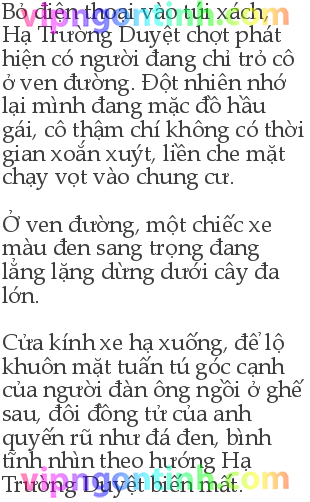 Bỏ điện thoại vào túi xách,
Hạ Trường Duyệt chợt phát
hiện có người đang chỉ trỏ cô
ở ven đường. Đột nhiên nhớ
lại mình đang mặc đồ hầu
gái, cô thậm chí không có thời
gian xoắn xuýt, liền che mặt
chạy vọt vào chung cư.
Ở ven đường, một chiếc xe
màu đen sang trọng đang
lẳng lặng dừng dưới cây đa
lớn.
Cửa kính xe hạ xuống, để lộ
khuôn mặt tuấn tú góc cạnh
của người đàn ông ngồi ở ghế
sau, đôi đồng tử của anh
quyến rũ như đá đen, bình
tĩnh nhìn theo hướng Hạ
Trường Duyệt biến mất.
vipngontinh.com
vipngontinh.com